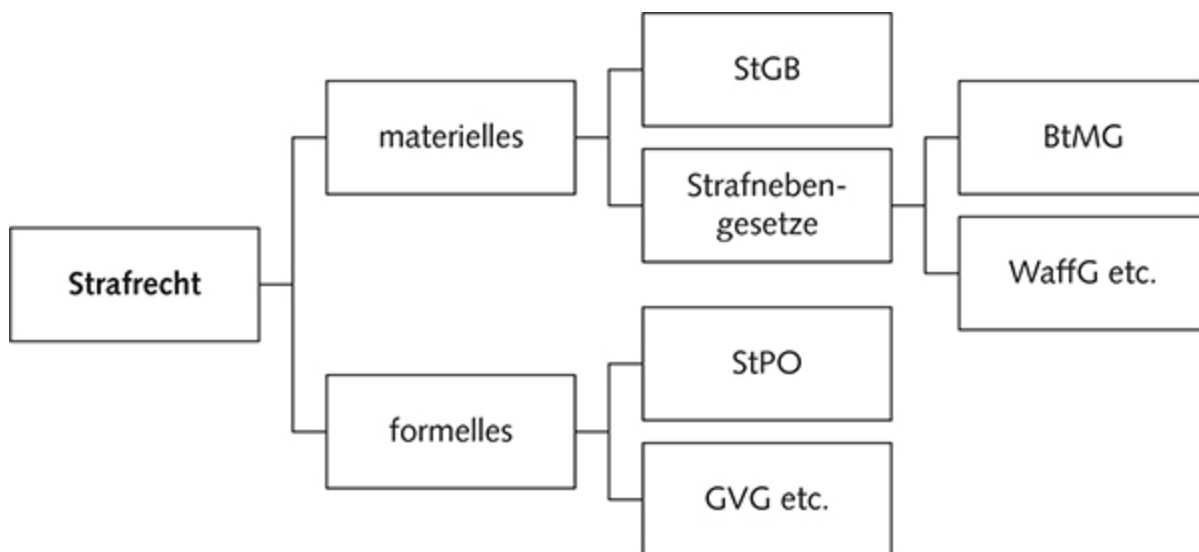 Strafrecht
materielles
StGB
Strafneben-
gesetze
BtMG
WaffG etc.
formelles
StPO
GVG etc.